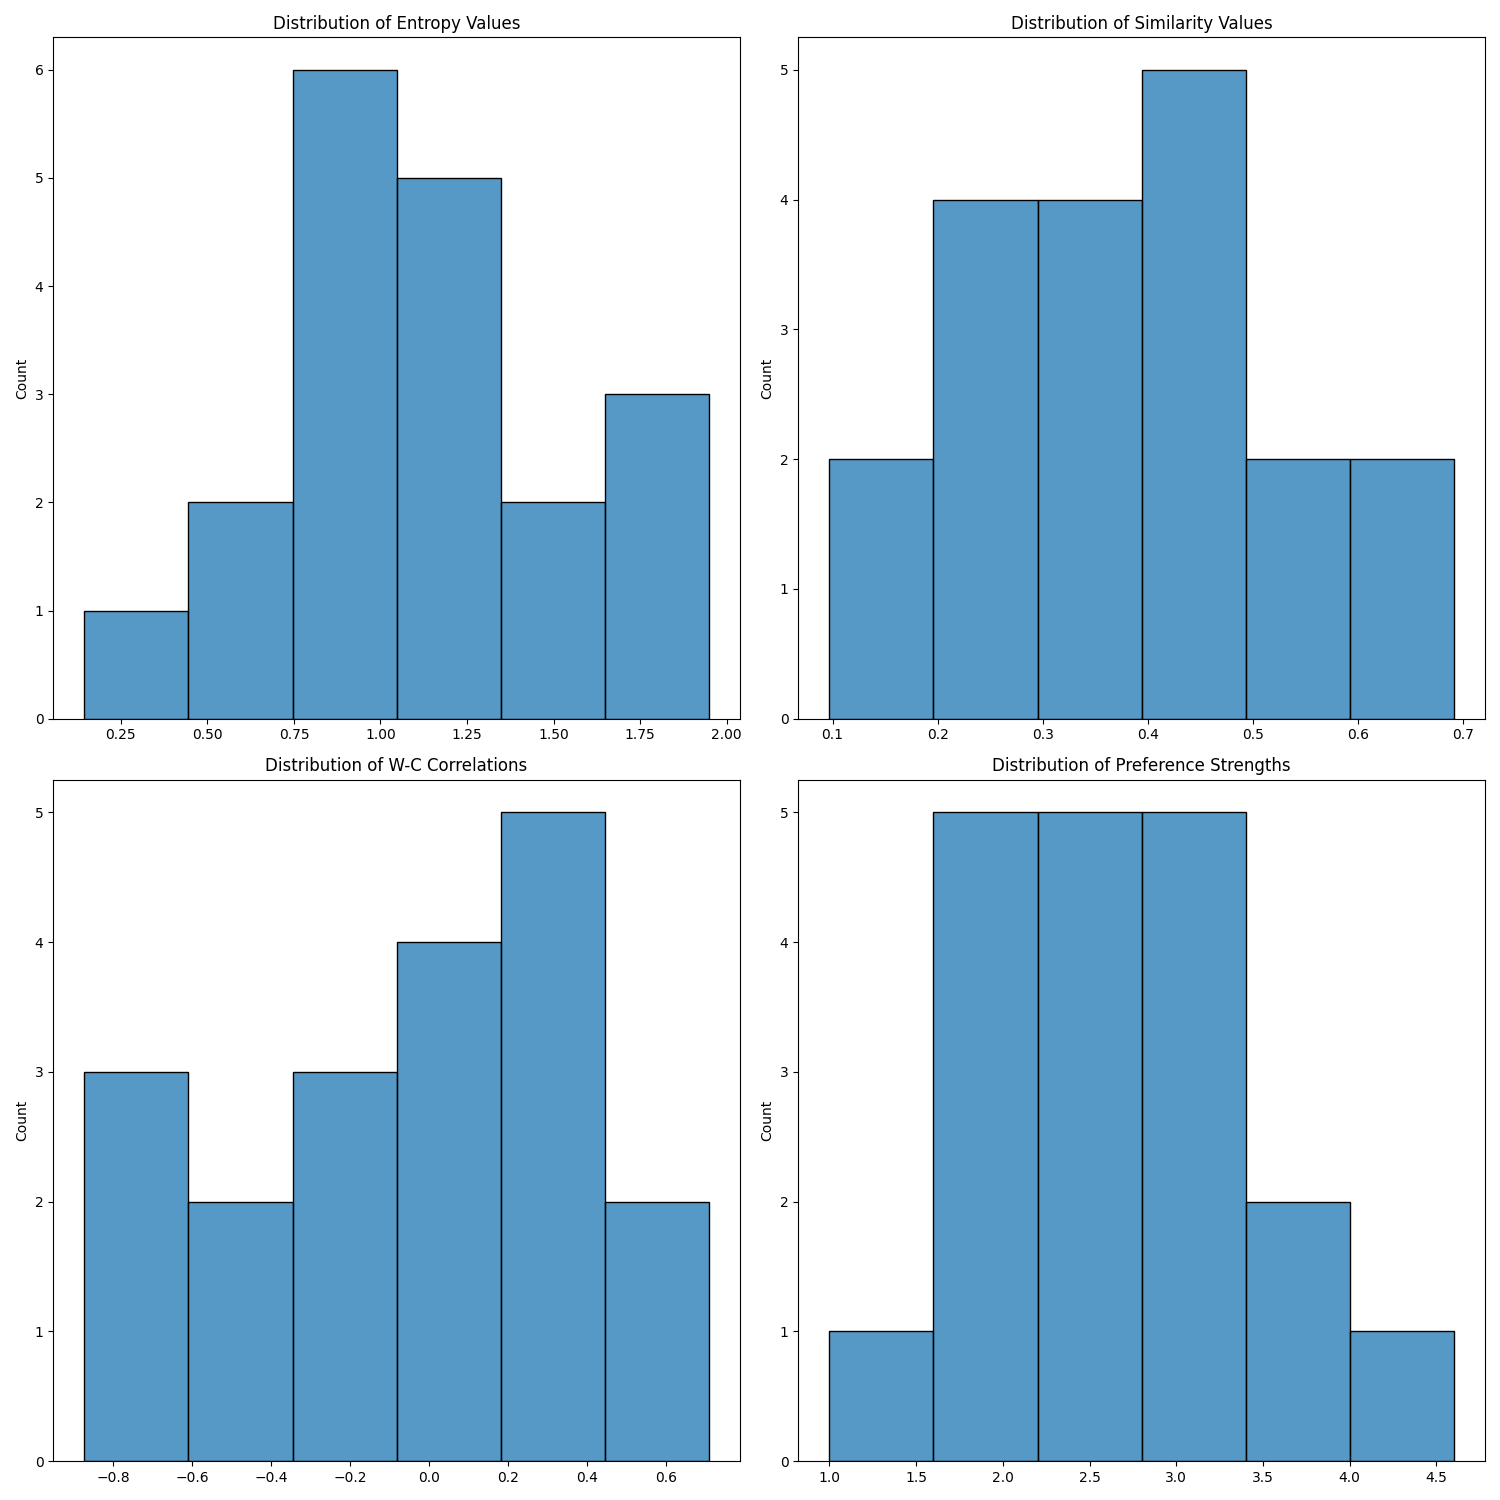 Distribution of Entropy Values
Count
6
5
4
3
2
1
0
0.25 0.50 0.75 1.00 1.25 1.50 1.75 2.00
Distribution of Similarity Values
Count
5
4
3
2
1
0
0.1 0.2 0.3 0.4 0.5 0.6 0.7
Distribution of W-C Correlations
Count
5
4
3
2
1
0
−0.8 −0.6 −0.4 −0.2 0.0 0.2 0.4 0.6
Distribution of Preference Strengths
Count
5
4
3
2
1
0
1.0 1.5 2.0 2.5 3.0 3.5 4.0 4.5